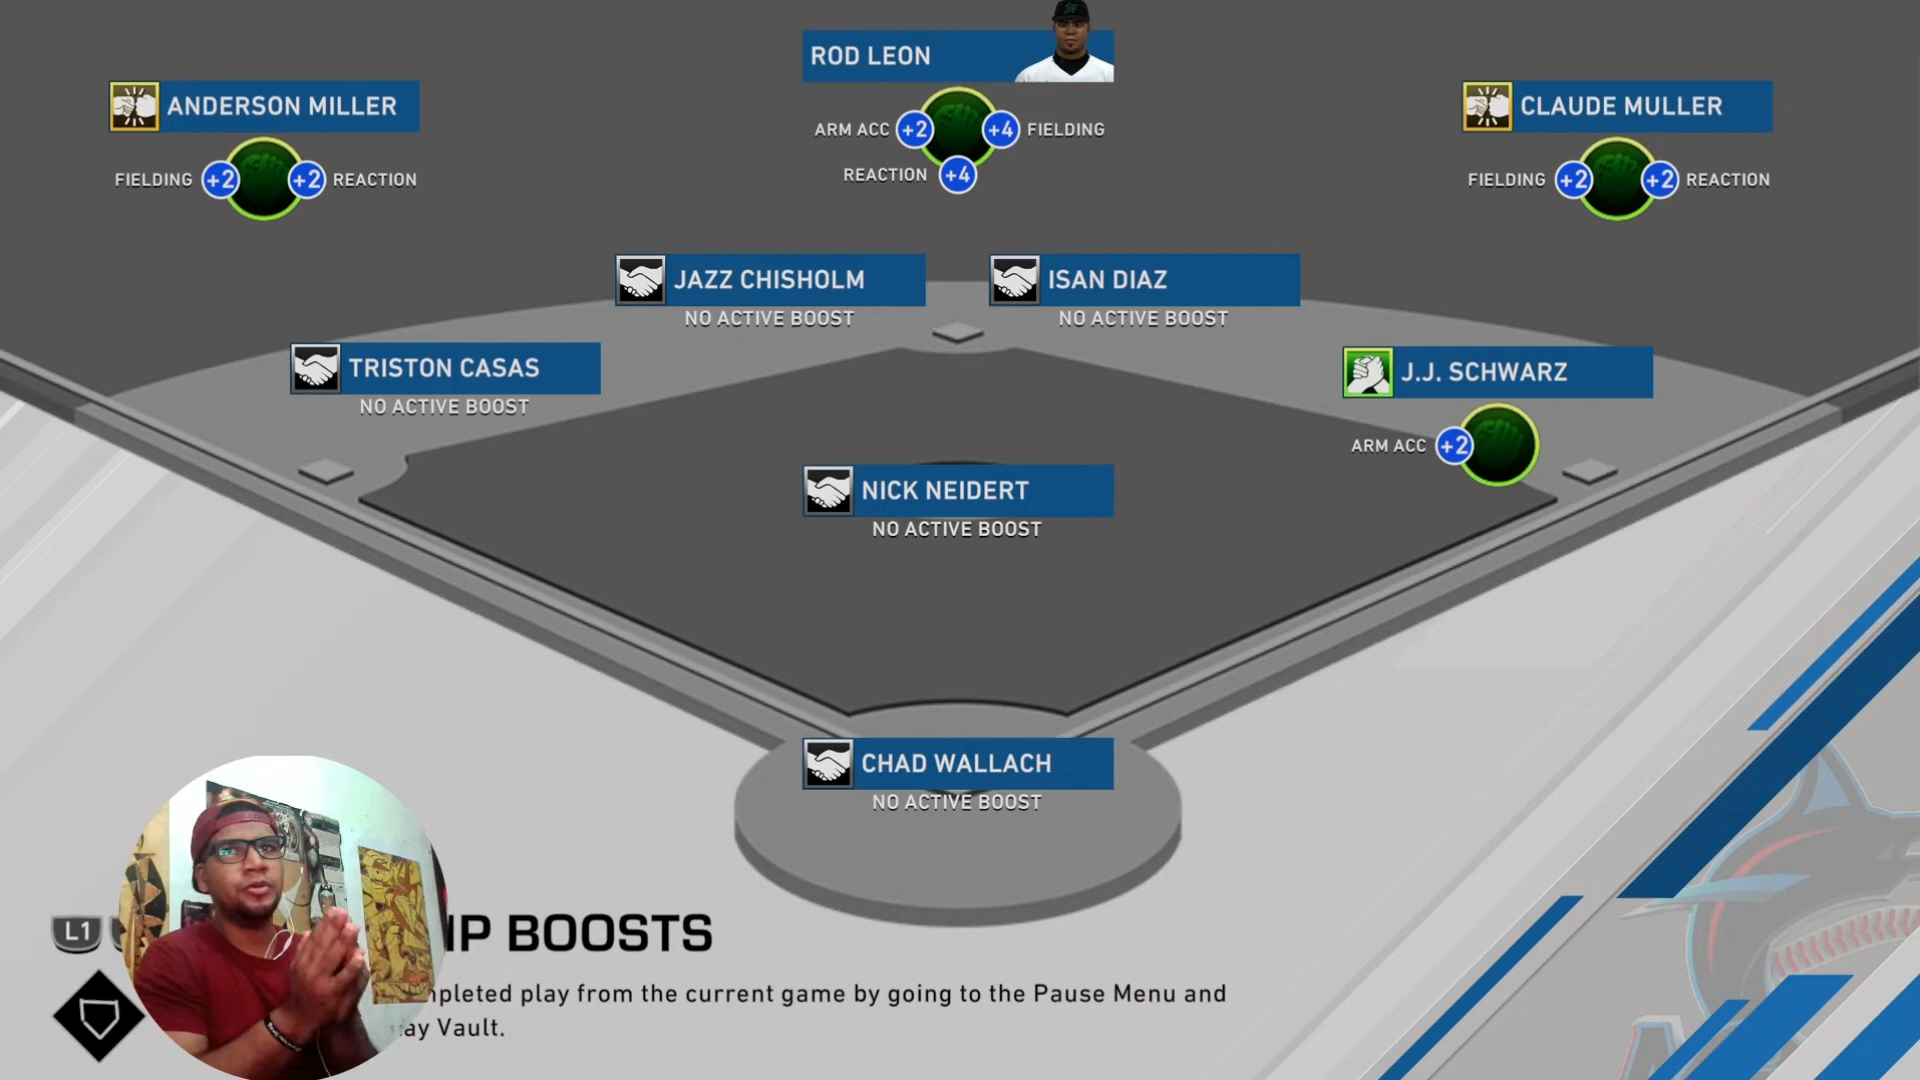 ROD LEON
ARM ACC +2 +4 FIELDING
REACTION +4
ANDERSON MILLER
FIELDING +2 +2 REACTION
CLAUDE MULLER
FIELDING +2 +2 REACTION
JAZZ CHISHOLM
NO ACTIVE BOOST
ISAN DIAZ
NO ACTIVE BOOST
TRISTON CASAS
NO ACTIVE BOOST
J.J. SCHWARZ
ARM ACC +2
NICK NEIDERT
NO ACTIVE BOOST
CHAD WALLACH
NO ACTIVE BOOST
L1
IP BOOSTS
mpleted play from the current game by going to the Pause Menu and
ay Vault.